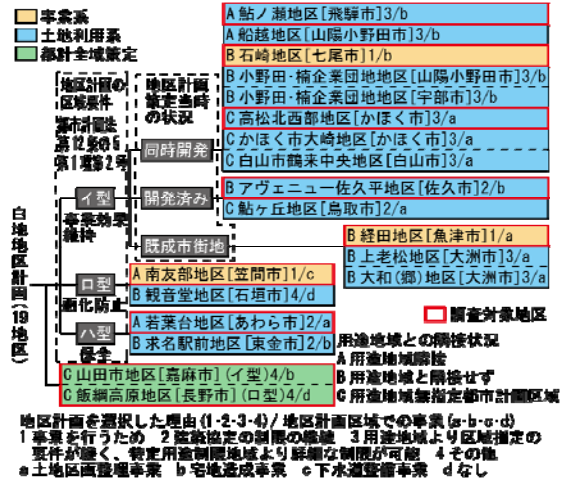 事業系
土地利用系
都計全域策定
地区計画の
区域要件
都市計画法
第12条の5
第1項第2号
地区計画
策定当時
の状況
同時開発
開発済み
既成市街地
イ型
事業効果
維持
ロ型
悪化防止
ハ型
保全
白地地区計画(19地区)
A 鮎ノ瀬地区[飛騨市]3/b
A 船越地区[山陽小野田市]3/b
B 石崎地区[七尾市]1/b
B 小野田・楠企業団地地区[山陽小野田市]3/b
B 小野田・楠企業団地地区[宇部市]3/b
C 高松北西部地区[かほく市]3/a
C かほく市大崎地区[かほく市]3/a
C 白山市鶴来中央地区[白山市]3/a
B アヴェニュー佐久平地区[佐久市]2/b
C 鮎ヶ丘地区[鳥取市]2/a
B 経田地区[魚津市]1/a
B 上老松地区[大洲市]3/a
B 大和(郷)地区[大洲市]3/a
A 南友部地区[笠間市]1/c
B 観音堂地区[石垣市]4/d
A 若葉台地区[あわら市]2/a
B 求名駅前地区[東金市]2/b
C 山田市地区[嘉麻市](イ型)4/b
C 飯綱高原地区[長野市](ロ型)4/d
調査対象地区
用途地域との隣接状況
A 用途地域隣接
B 用途地域と隣接せず
C 用途地域無指定都市計画区域
地区計画を選択した理由(1-2-3-4)/地区計画区域での事業(a-b-c-d)
1 事業を行うため 2 建築協定の制限の継続 3 用途地域より区域指定の
要件が緩く、特定用途制限地域より詳細な制限が可能 4 その他
a 土地区画整理事業 b 宅地造成事業 c 下水道整備事業 d なし